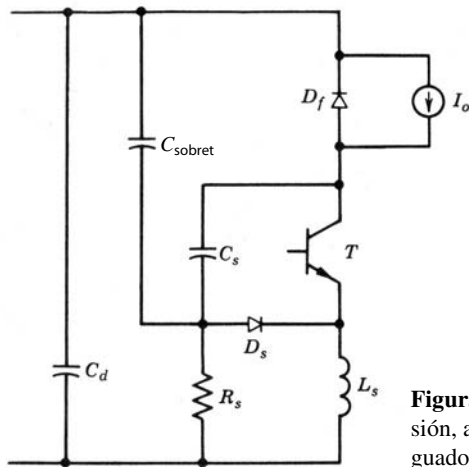 D_f
I_o
C_sobret
C_s
T
D_s
C_d
R_s
L_s
Figur
sión, a
guado